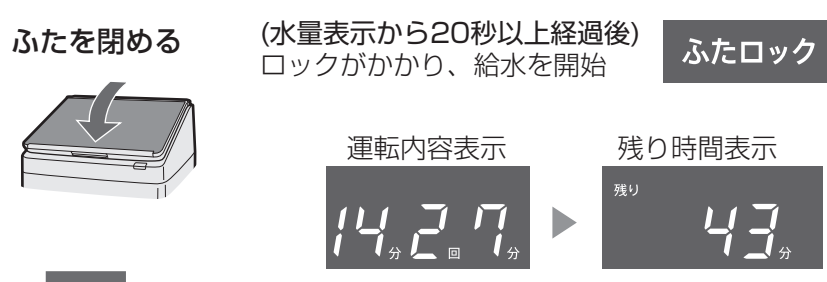 ふたを閉める
(水量表示から20秒以上経過後)
ロックがかかり、給水を開始
ふたロック
運転内容表示
14分 2回 7分
残り時間表示
残り
43分